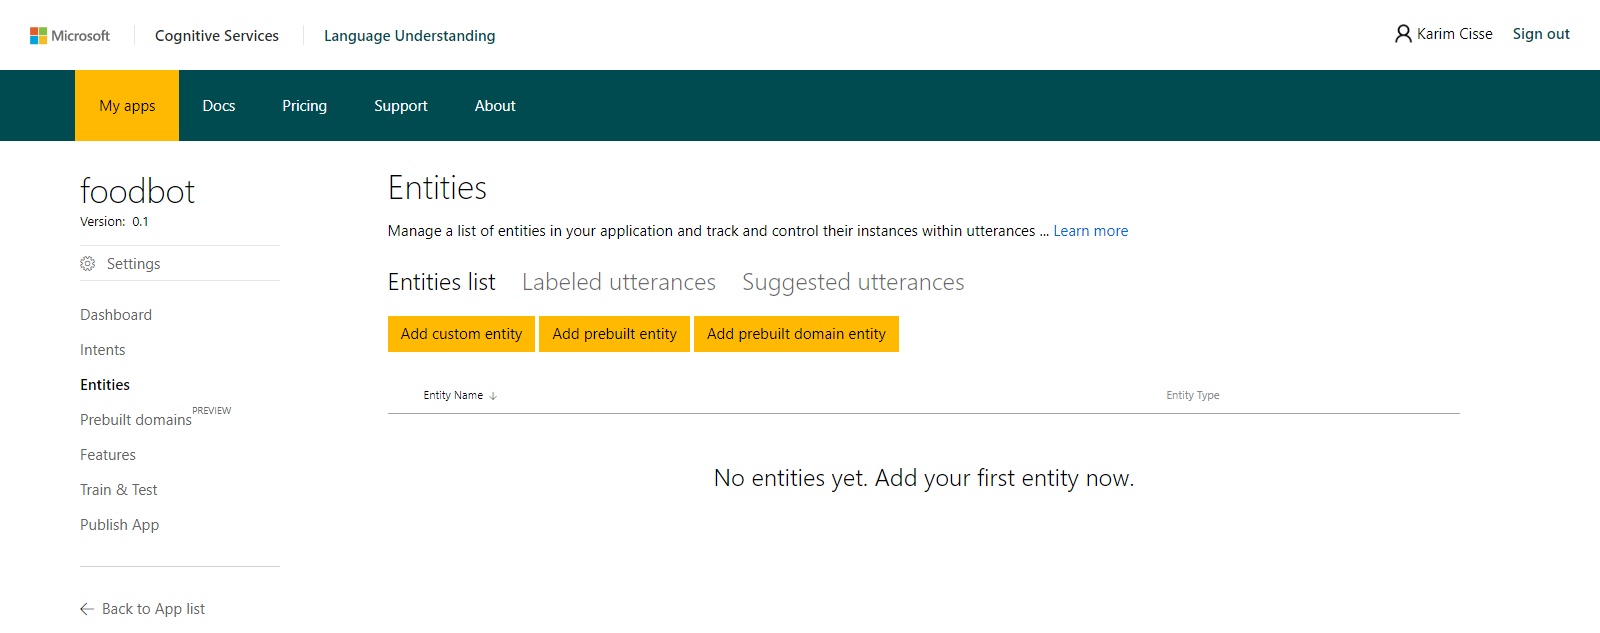 Microsoft Cognitive Services Language Understanding Karim Cisse Sign out
My apps Docs Pricing Support About
foodbot
Version: 0.1
Settings
Dashboard
Intents
Entities
Prebuilt domains PREVIEW
Features
Train & Test
Publish App
Back to App list
Entities
Manage a list of entities in your application and track and control their instances within utterances ... Learn more
Entities list Labeled utterances Suggested utterances
Add custom entity Add prebuilt entity Add prebuilt domain entity
Entity Name ↓ Entity Type
No entities yet. Add your first entity now.